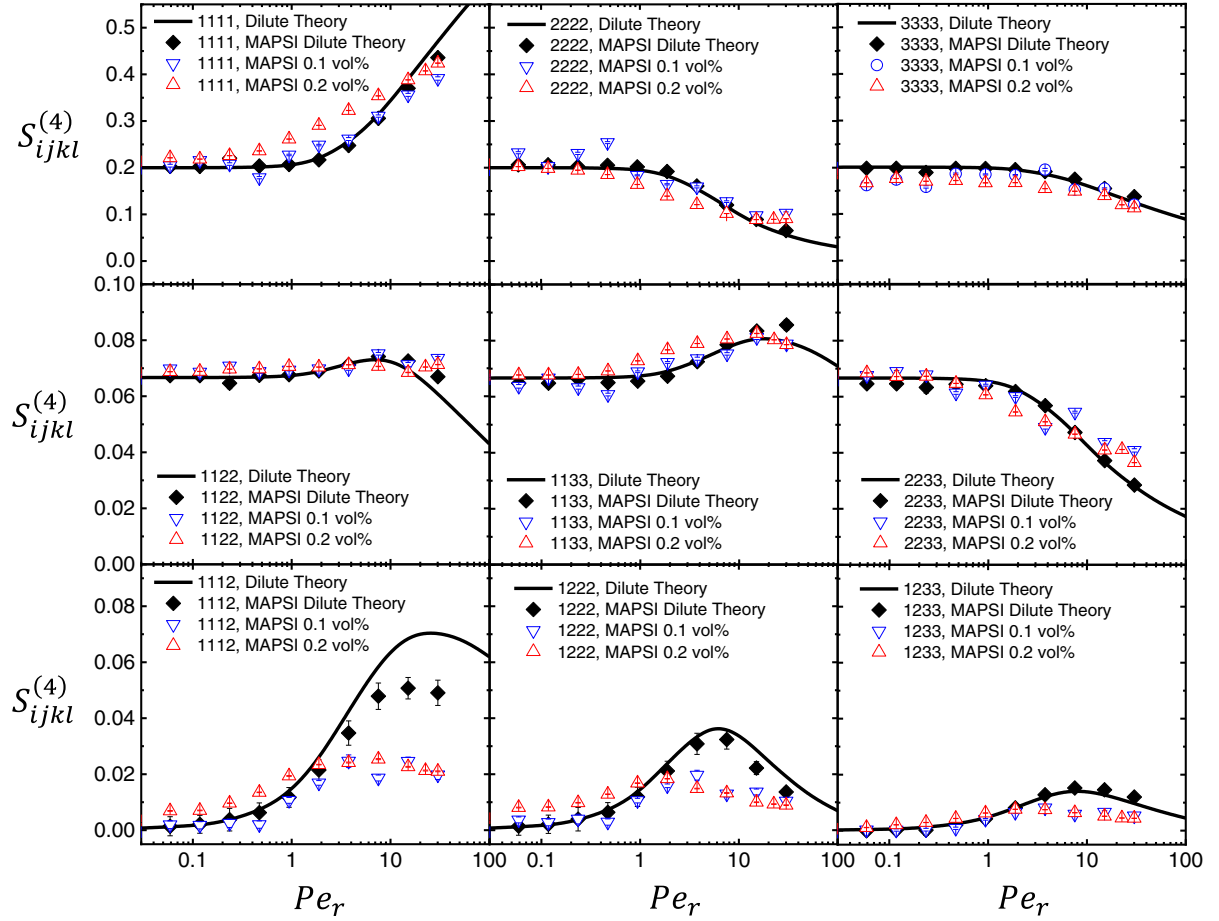 0.5
0.4
0.3
0.2
0.1
0.0
S_{ijkl}^{(4)}
1111, Dilute Theory
1111, MAPSI Dilute Theory
1111, MAPSI 0.1 vol%
1111, MAPSI 0.2 vol%
2222, Dilute Theory
2222, MAPSI Dilute Theory
2222, MAPSI 0.1 vol%
2222, MAPSI 0.2 vol%
3333, Dilute Theory
3333, MAPSI Dilute Theory
3333, MAPSI 0.1 vol%
3333, MAPSI 0.2 vol%
0.10
0.08
0.06
0.04
0.02
0.00
S_{ijkl}^{(4)}
1122, Dilute Theory
1122, MAPSI Dilute Theory
1122, MAPSI 0.1 vol%
1122, MAPSI 0.2 vol%
1133, Dilute Theory
1133, MAPSI Dilute Theory
1133, MAPSI 0.1 vol%
1133, MAPSI 0.2 vol%
2233, Dilute Theory
2233, MAPSI Dilute Theory
2233, MAPSI 0.1 vol%
2233, MAPSI 0.2 vol%
0.08
0.06
0.04
0.02
0.00
S_{ijkl}^{(4)}
1112, Dilute Theory
1112, MAPSI Dilute Theory
1112, MAPSI 0.1 vol%
1112, MAPSI 0.2 vol%
1222, Dilute Theory
1222, MAPSI Dilute Theory
1222, MAPSI 0.1 vol%
1222, MAPSI 0.2 vol%
1233, Dilute Theory
1233, MAPSI Dilute Theory
1233, MAPSI 0.1 vol%
1233, MAPSI 0.2 vol%
0.1 1 10 100 0.1 1 10 100 0.1 1 10 100
Pe_r Pe_r Pe_r